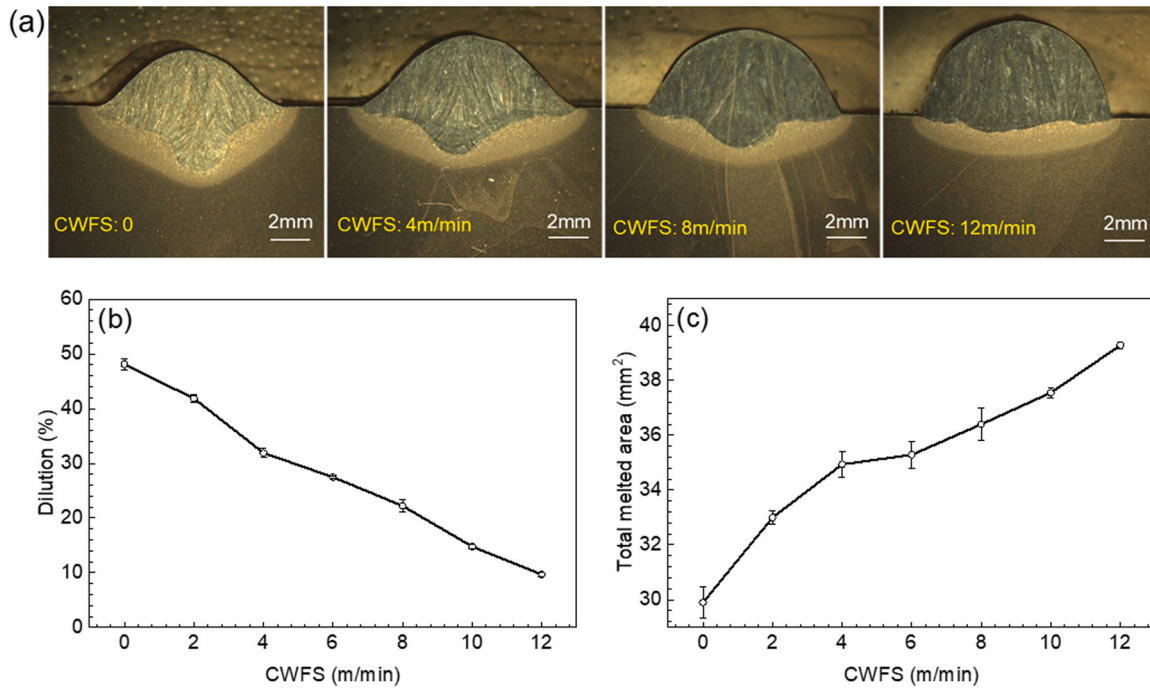 (a)
CWFS: 0
2mm
CWFS: 4m/min
2mm
CWFS: 8m/min
2mm
CWFS: 12m/min
2mm
(b)
60
50
40
30
20
10
0
Dilution (%)
0 2 4 6 8 10 12
CWFS (m/min)
(c)
40
38
36
34
32
30
Total melted area (mm²)
0 2 4 6 8 10 12
CWFS (m/min)